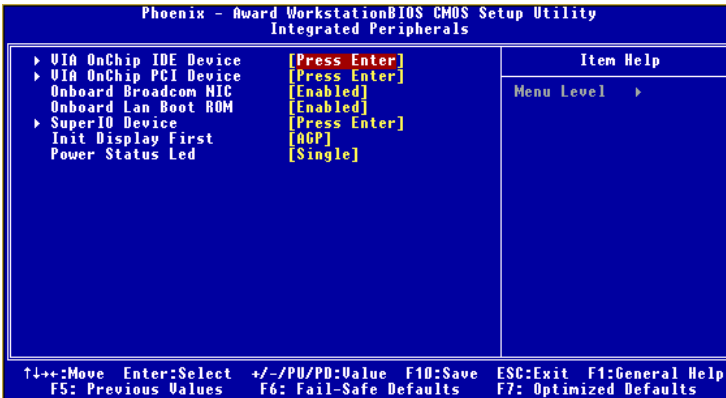 Phoenix - Award WorkstationBIOS CMOS Setup Utility
Integrated Peripherals
▸ VIA OnChip IDE Device [Press Enter]
▸ VIA OnChip PCI Device [Press Enter]
Onboard Broadcom NIC [Enabled]
Onboard Lan Boot ROM [Enabled]
▸ SuperIO Device [Press Enter]
Init Display First [AGP]
Power Status Led [Single]
Item Help
Menu Level ▸
↑↓→←:Move Enter:Select +/-/PU/PD:Value F10:Save ESC:Exit F1:General Help
F5: Previous Values F6: Fail-Safe Defaults F7: Optimized Defaults